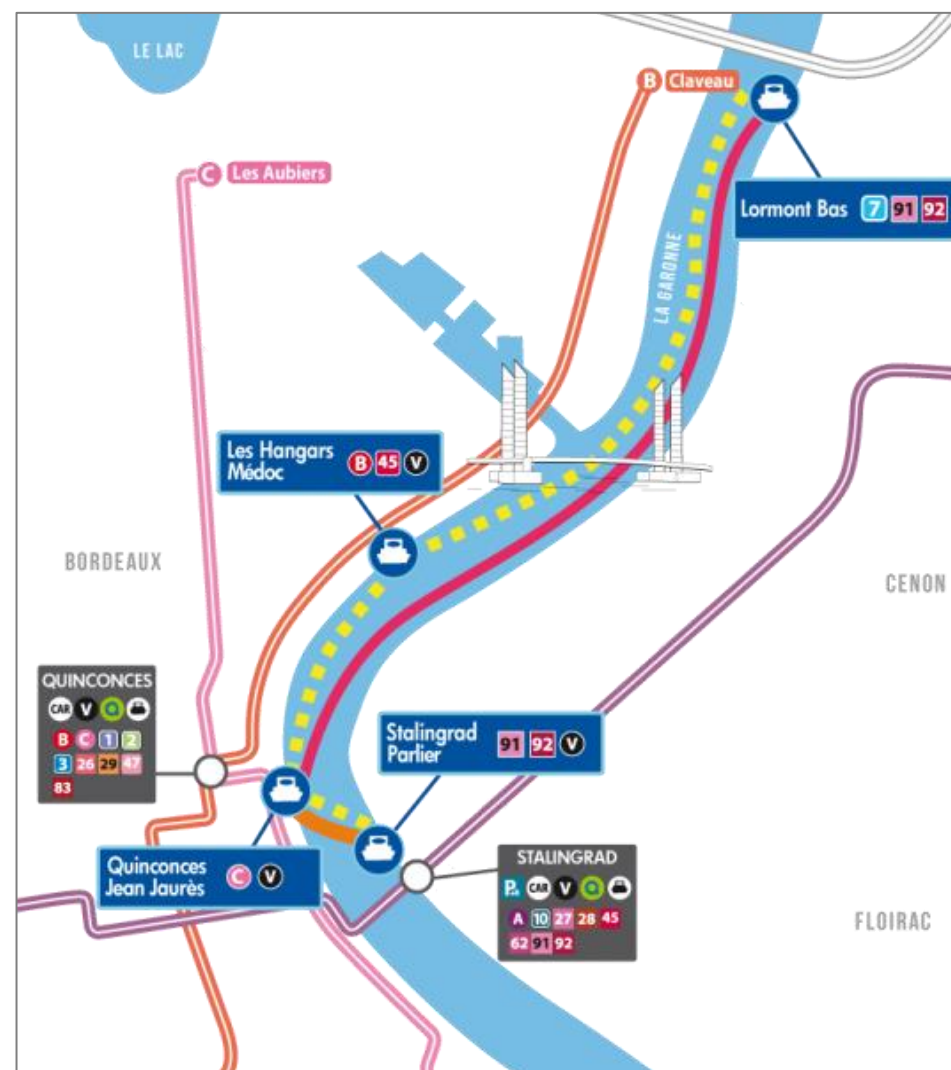 LE LAC
B Claveau
C Les Aubiers
Lormont Bas 7 91 92
LA GARONNE
Les Hangars
Médoc B 45 V
BORDEAUX
CENON
QUINCONCES
CAR V
B C 1 2
3 26 29 47
83
Stalingrad
Parlier 91 92 V
Quinconces
Jean Jaurès C V
STALINGRAD
P CAR V
A 10 27 28 45
62 91 92
FLOIRAC